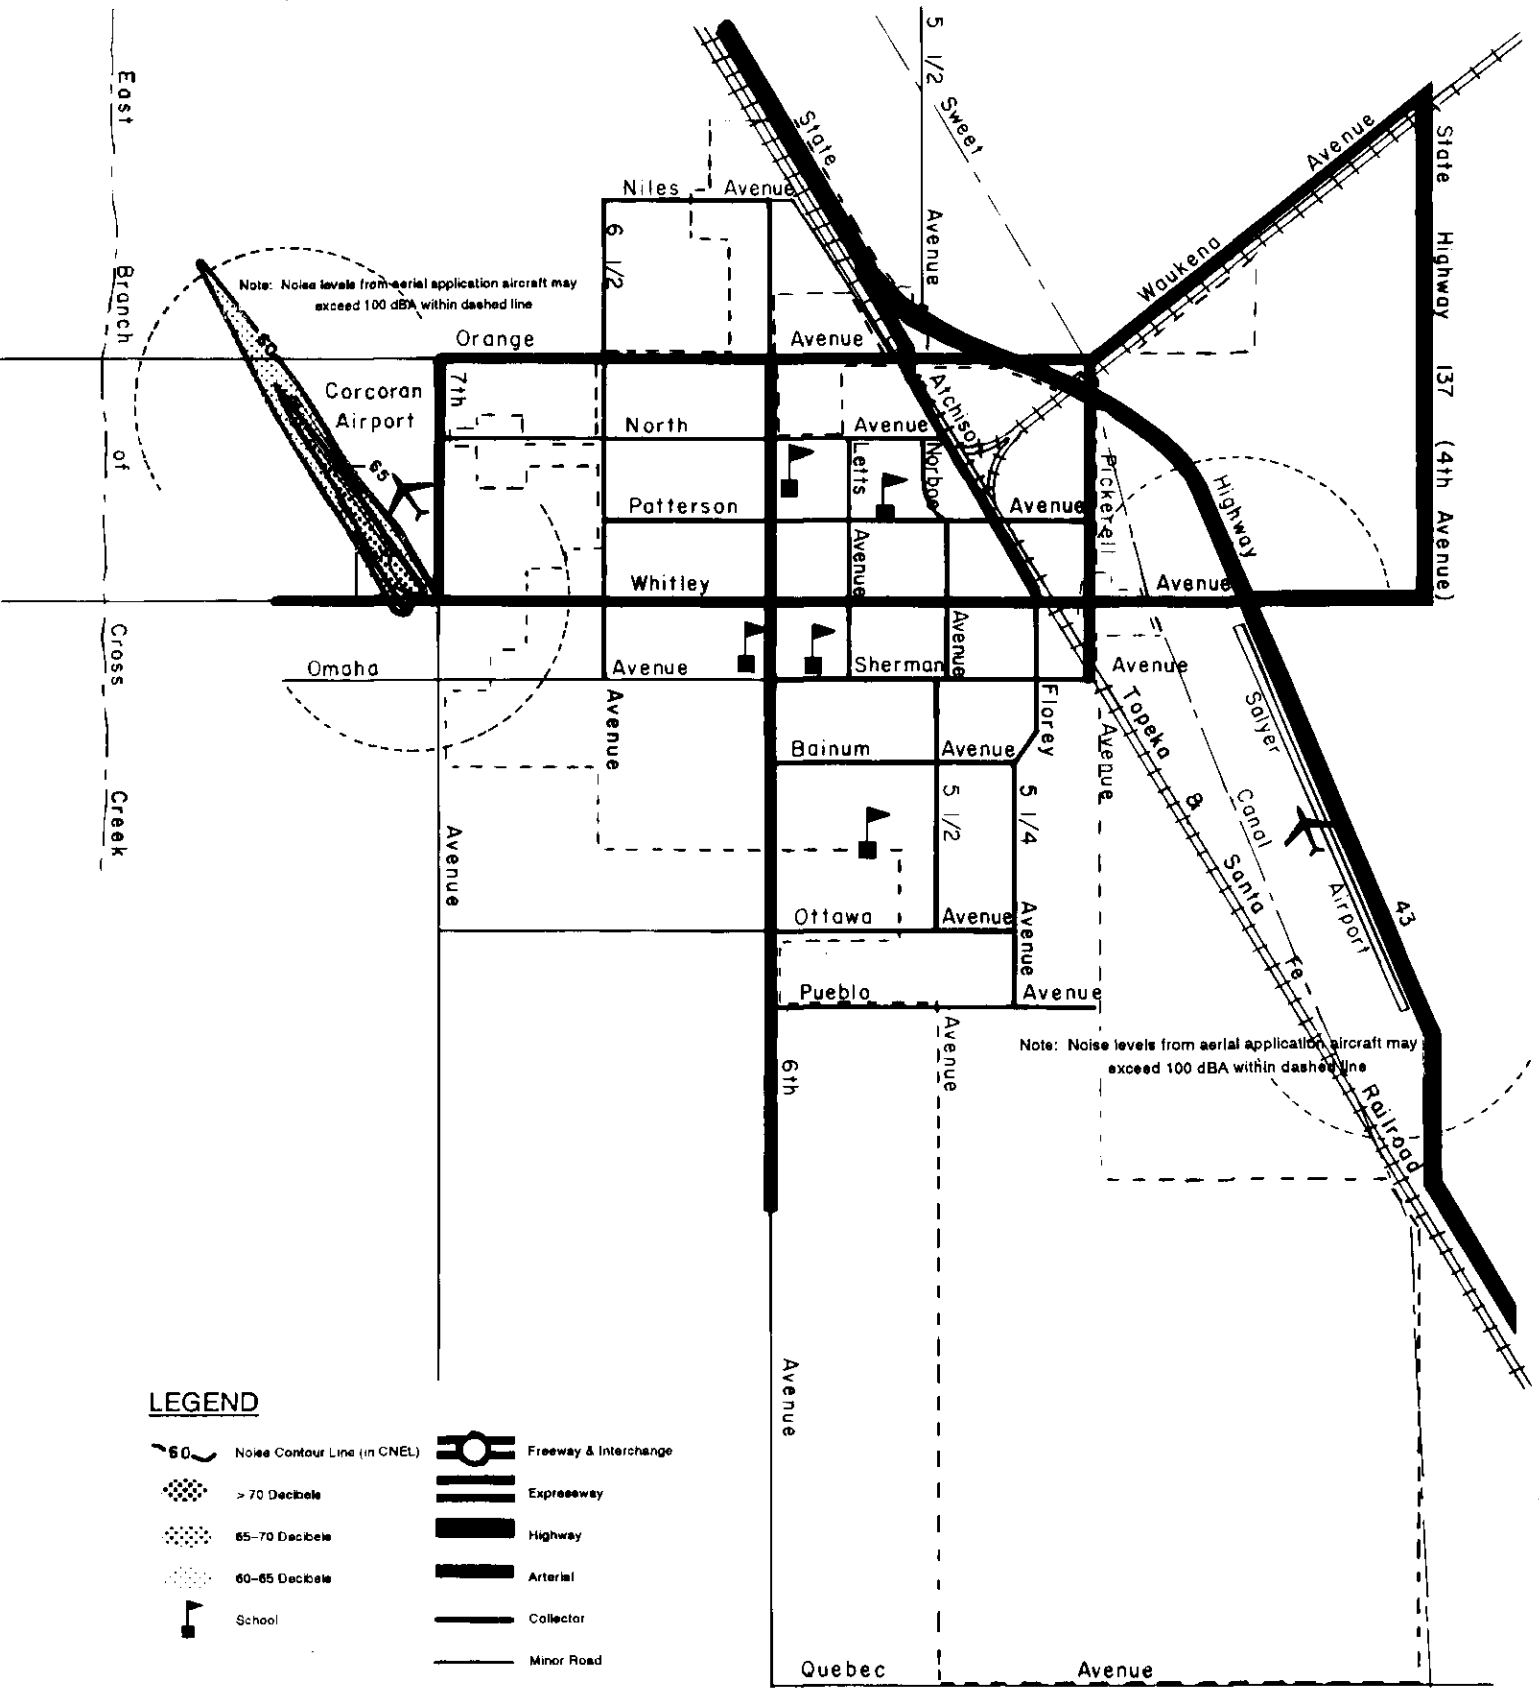 East
Branch
of
Cross
Creek
5 1/2
Avenue
Sweet
State
State Highway 137 (4th Avenue)
Waukena Avenue
Niles Avenue
6 1/2
Note: Noise levels from aerial application aircraft may
exceed 100 dBA within dashed line
60
Orange Avenue
Corcoran
Airport
7th
65
North Avenue
Atchison
Letts
Norboe
Pickerell
Highway
Patterson Avenue
Avenue
Whitley Avenue
Avenue
Omaha Avenue
Sherman Avenue
Avenue
Florey
Topeka & Santa Fe Railroad
Salyer
Airport
Canal
43
Avenue
Bainum Avenue
Avenue
5 1/2
5 1/4
Avenue
Avenue
Ottawa Avenue
Pueblo Avenue
Avenue
6th
Note: Noise levels from aerial application aircraft may
exceed 100 dBA within dashed line
Avenue
Quebec Avenue
LEGEND
60 Noise Contour Line (in CNEL)
> 70 Decibels
65–70 Decibels
60–65 Decibels
School
Freeway & Interchange
Expressway
Highway
Arterial
Collector
Minor Road